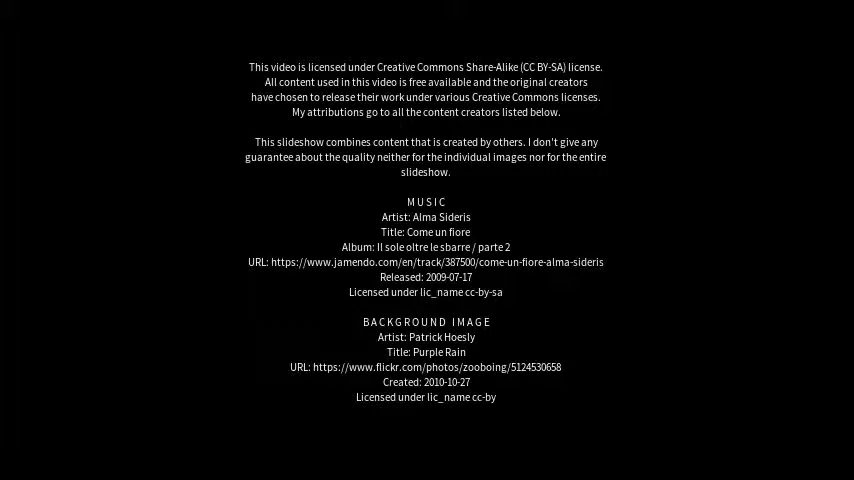 This video is licensed under Creative Commons Share-Alike (CC BY-SA) license.
All content used in this video is free available and the original creators
have chosen to release their work under various Creative Commons licenses.
My attributions go to all the content creators listed below.
This slideshow combines content that is created by others. I don't give any
guarantee about the quality neither for the individual images nor for the entire
slideshow.
MUSIC
Artist: Alma Sideris
Title: Come un fiore
Album: Il sole oltre le sbarre / parte 2
URL: https://www.jamendo.com/en/track/387500/come-un-fiore-alma-sideris
Released: 2009-07-17
Licensed under lic_name cc-by-sa
BACKGROUND IMAGE
Artist: Patrick Hoesly
Title: Purple Rain
URL: https://www.flickr.com/photos/zooboing/5124530658
Created: 2010-10-27
Licensed under lic_name cc-by